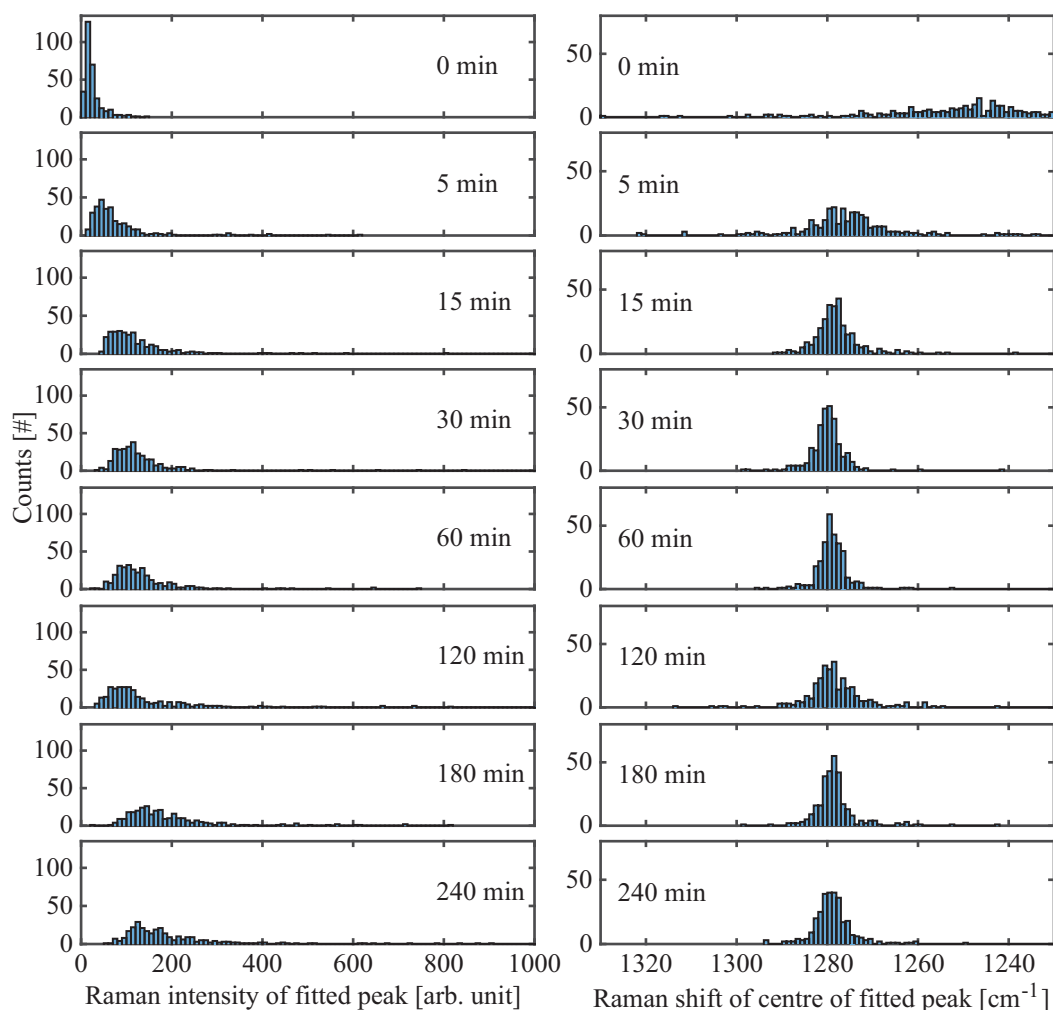 100
50
0
0 min
50
0
0 min
100
50
0
5 min
50
0
5 min
100
50
0
15 min
50
0
15 min
100
50
0
30 min
50
0
30 min
100
50
0
60 min
50
0
60 min
100
50
0
120 min
50
0
120 min
100
50
0
180 min
50
0
180 min
100
50
0
240 min
50
0
240 min
Counts [#]
0 200 400 600 800 1000
1320 1300 1280 1260 1240
Raman intensity of fitted peak [arb. unit]
Raman shift of centre of fitted peak [cm⁻¹]